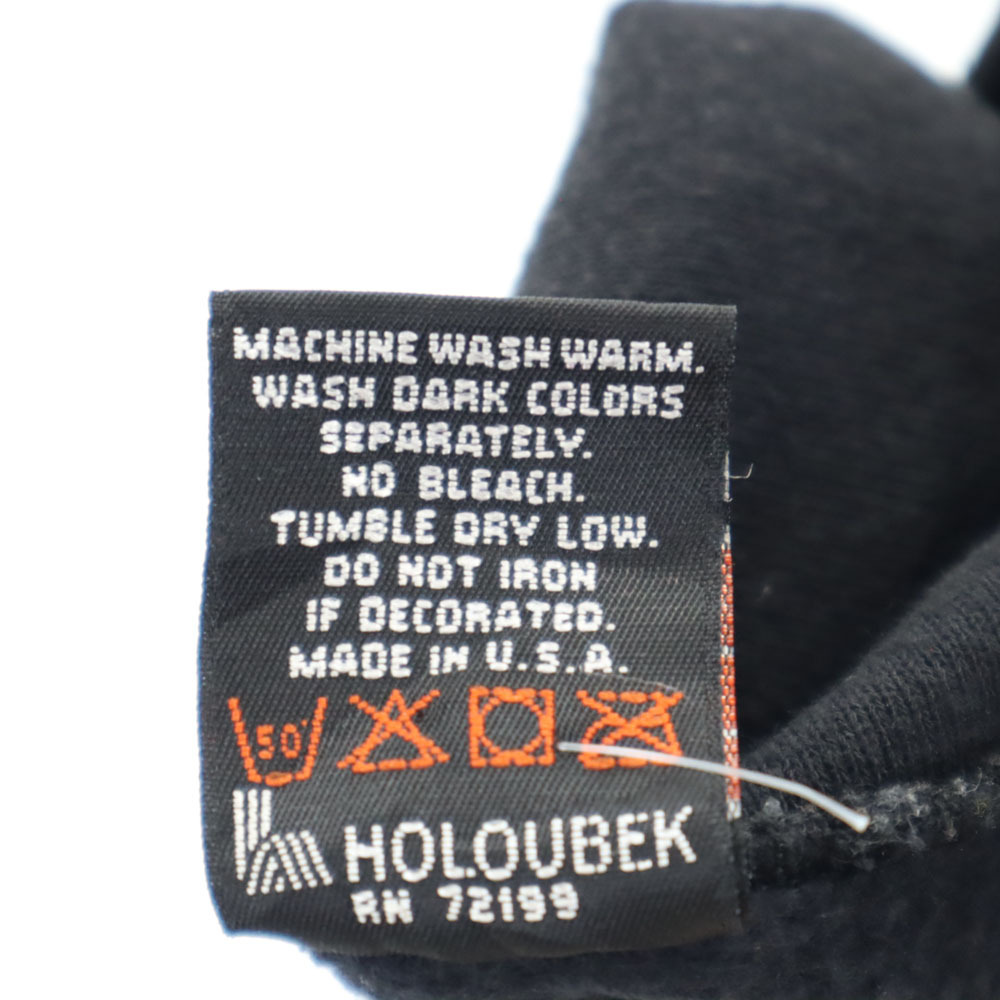 MACHINE WASH WARM.
WASH DARK COLORS
SEPARATELY.
NO BLEACH.
TUMBLE DRY LOW.
DO NOT IRON
IF DECORATED.
MADE IN U.S.A.
50
HOLOUBEK
RN 72199